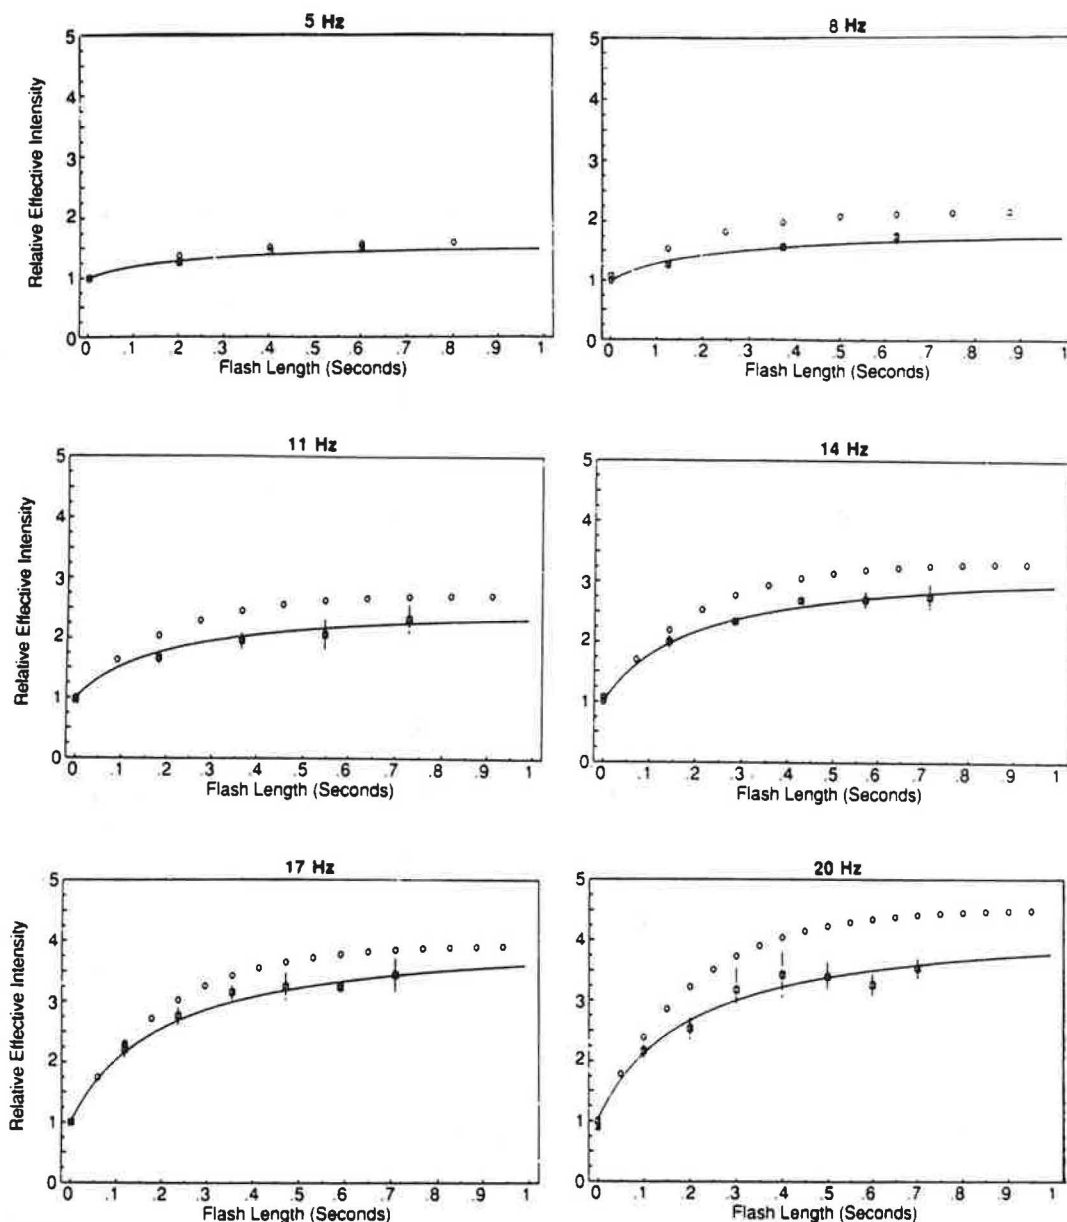 5 Hz
8 Hz
Relative Effective Intensity
5
4
3
2
1
0
0 .1 .2 .3 .4 .5 .6 .7 .8 .9 1
Flash Length (Seconds)
5
4
3
2
1
0
0 .1 .2 .3 .4 .5 .6 .7 .8 .9 1
Flash Length (Seconds)
11 Hz
14 Hz
Relative Effective Intensity
5
4
3
2
1
0
0 .1 .2 .3 .4 .5 .6 .7 .8 .9 1
Flash Length (Seconds)
5
4
3
2
1
0
0 .1 .2 .3 .4 .5 .6 .7 .8 .9 1
Flash Length (Seconds)
17 Hz
20 Hz
Relative Effective Intensity
5
4
3
2
1
0
0 .1 .2 .3 .4 .5 .6 .7 .8 .9 1
Flash Length (Seconds)
5
4
3
2
1
0
0 .1 .2 .3 .4 .5 .6 .7 .8 .9 1
Flash Length (Seconds)